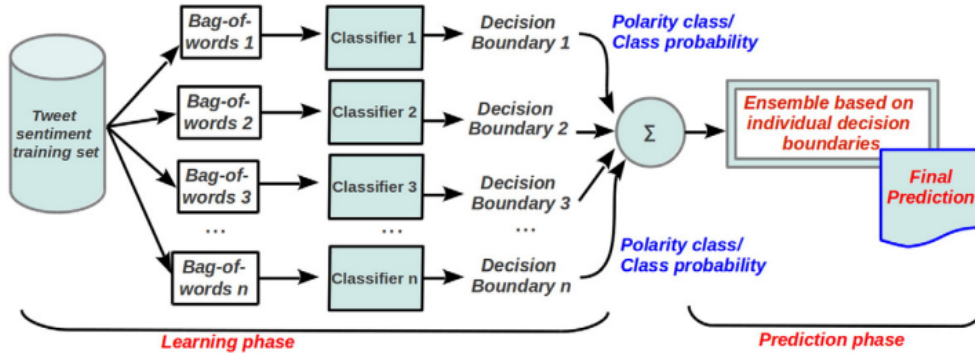 Tweet
sentiment
training set
Bag-of-
words 1
Classifier 1
Decision
Boundary 1
Bag-of-
words 2
Classifier 2
Decision
Boundary 2
Bag-of-
words 3
Classifier 3
Decision
Boundary 3
...
...
...
Bag-of-
words n
Classifier n
Decision
Boundary n
Polarity class/
Class probability
Σ
Polarity class/
Class probability
Ensemble based on
individual decision
boundaries
Final
Prediction
Learning phase
Prediction phase